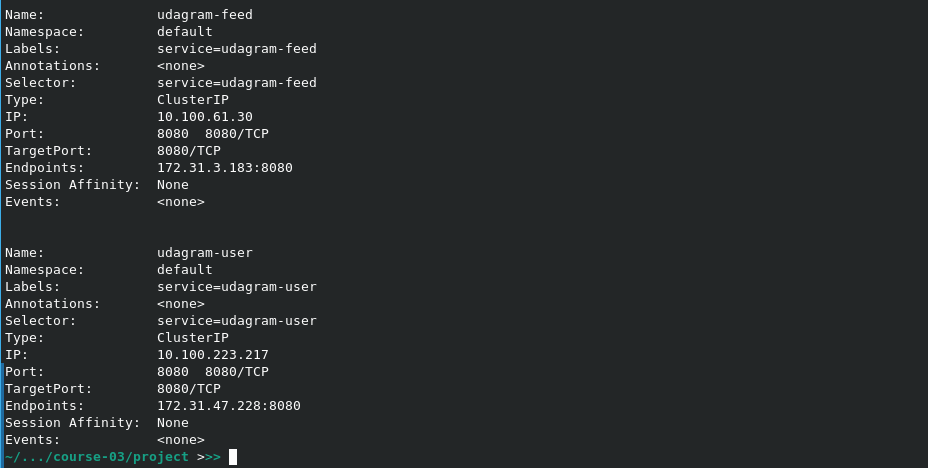 Name:              udagram-feed
Namespace:         default
Labels:            service=udagram-feed
Annotations:       <none>
Selector:          service=udagram-feed
Type:              ClusterIP
IP:                10.100.61.30
Port:              8080  8080/TCP
TargetPort:        8080/TCP
Endpoints:         172.31.3.183:8080
Session Affinity:  None
Events:            <none>
Name:              udagram-user
Namespace:         default
Labels:            service=udagram-user
Annotations:       <none>
Selector:          service=udagram-user
Type:              ClusterIP
IP:                10.100.223.217
Port:              8080  8080/TCP
TargetPort:        8080/TCP
Endpoints:         172.31.47.228:8080
Session Affinity:  None
Events:            <none>
~/.../course-03/project >>>